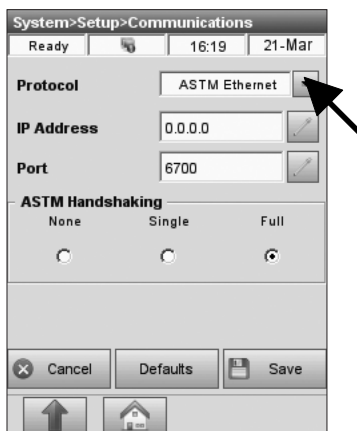 System>Setup>Communications
Ready 16:19 21-Mar
Protocol ASTM Ethernet
IP Address 0.0.0.0
Port 6700
ASTM Handshaking
None Single Full
Cancel Defaults Save